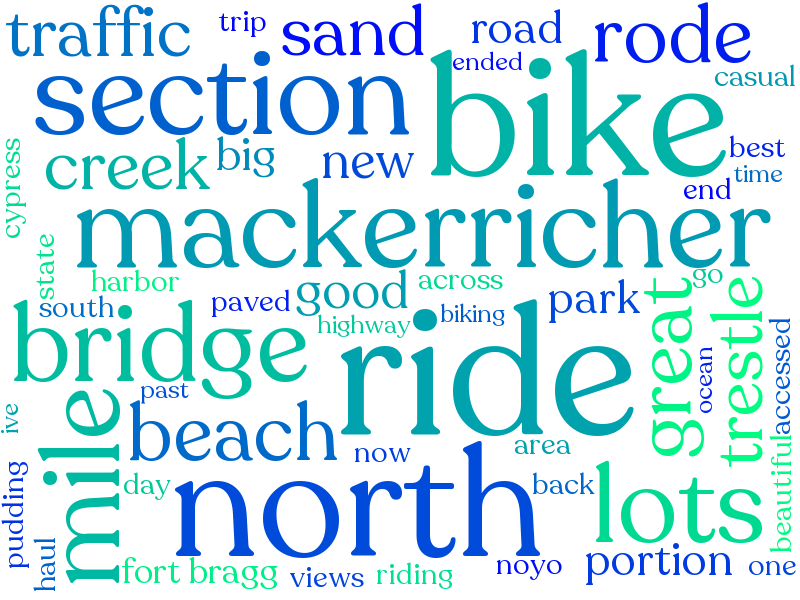 traffic
trip
sand
road
rode
ended
section
bike
casual
cypress
creek
big
new
best
time
end
mackerricher
state
harbor
good
across
go
south
paved
park
great
trestle
bridge
highway
biking
ride
ocean
accessed
past
ive
mile
beach
now
area
beautiful
pudding
haul
day
north
back
lots
fort bragg
views
riding
noyo
portion
one